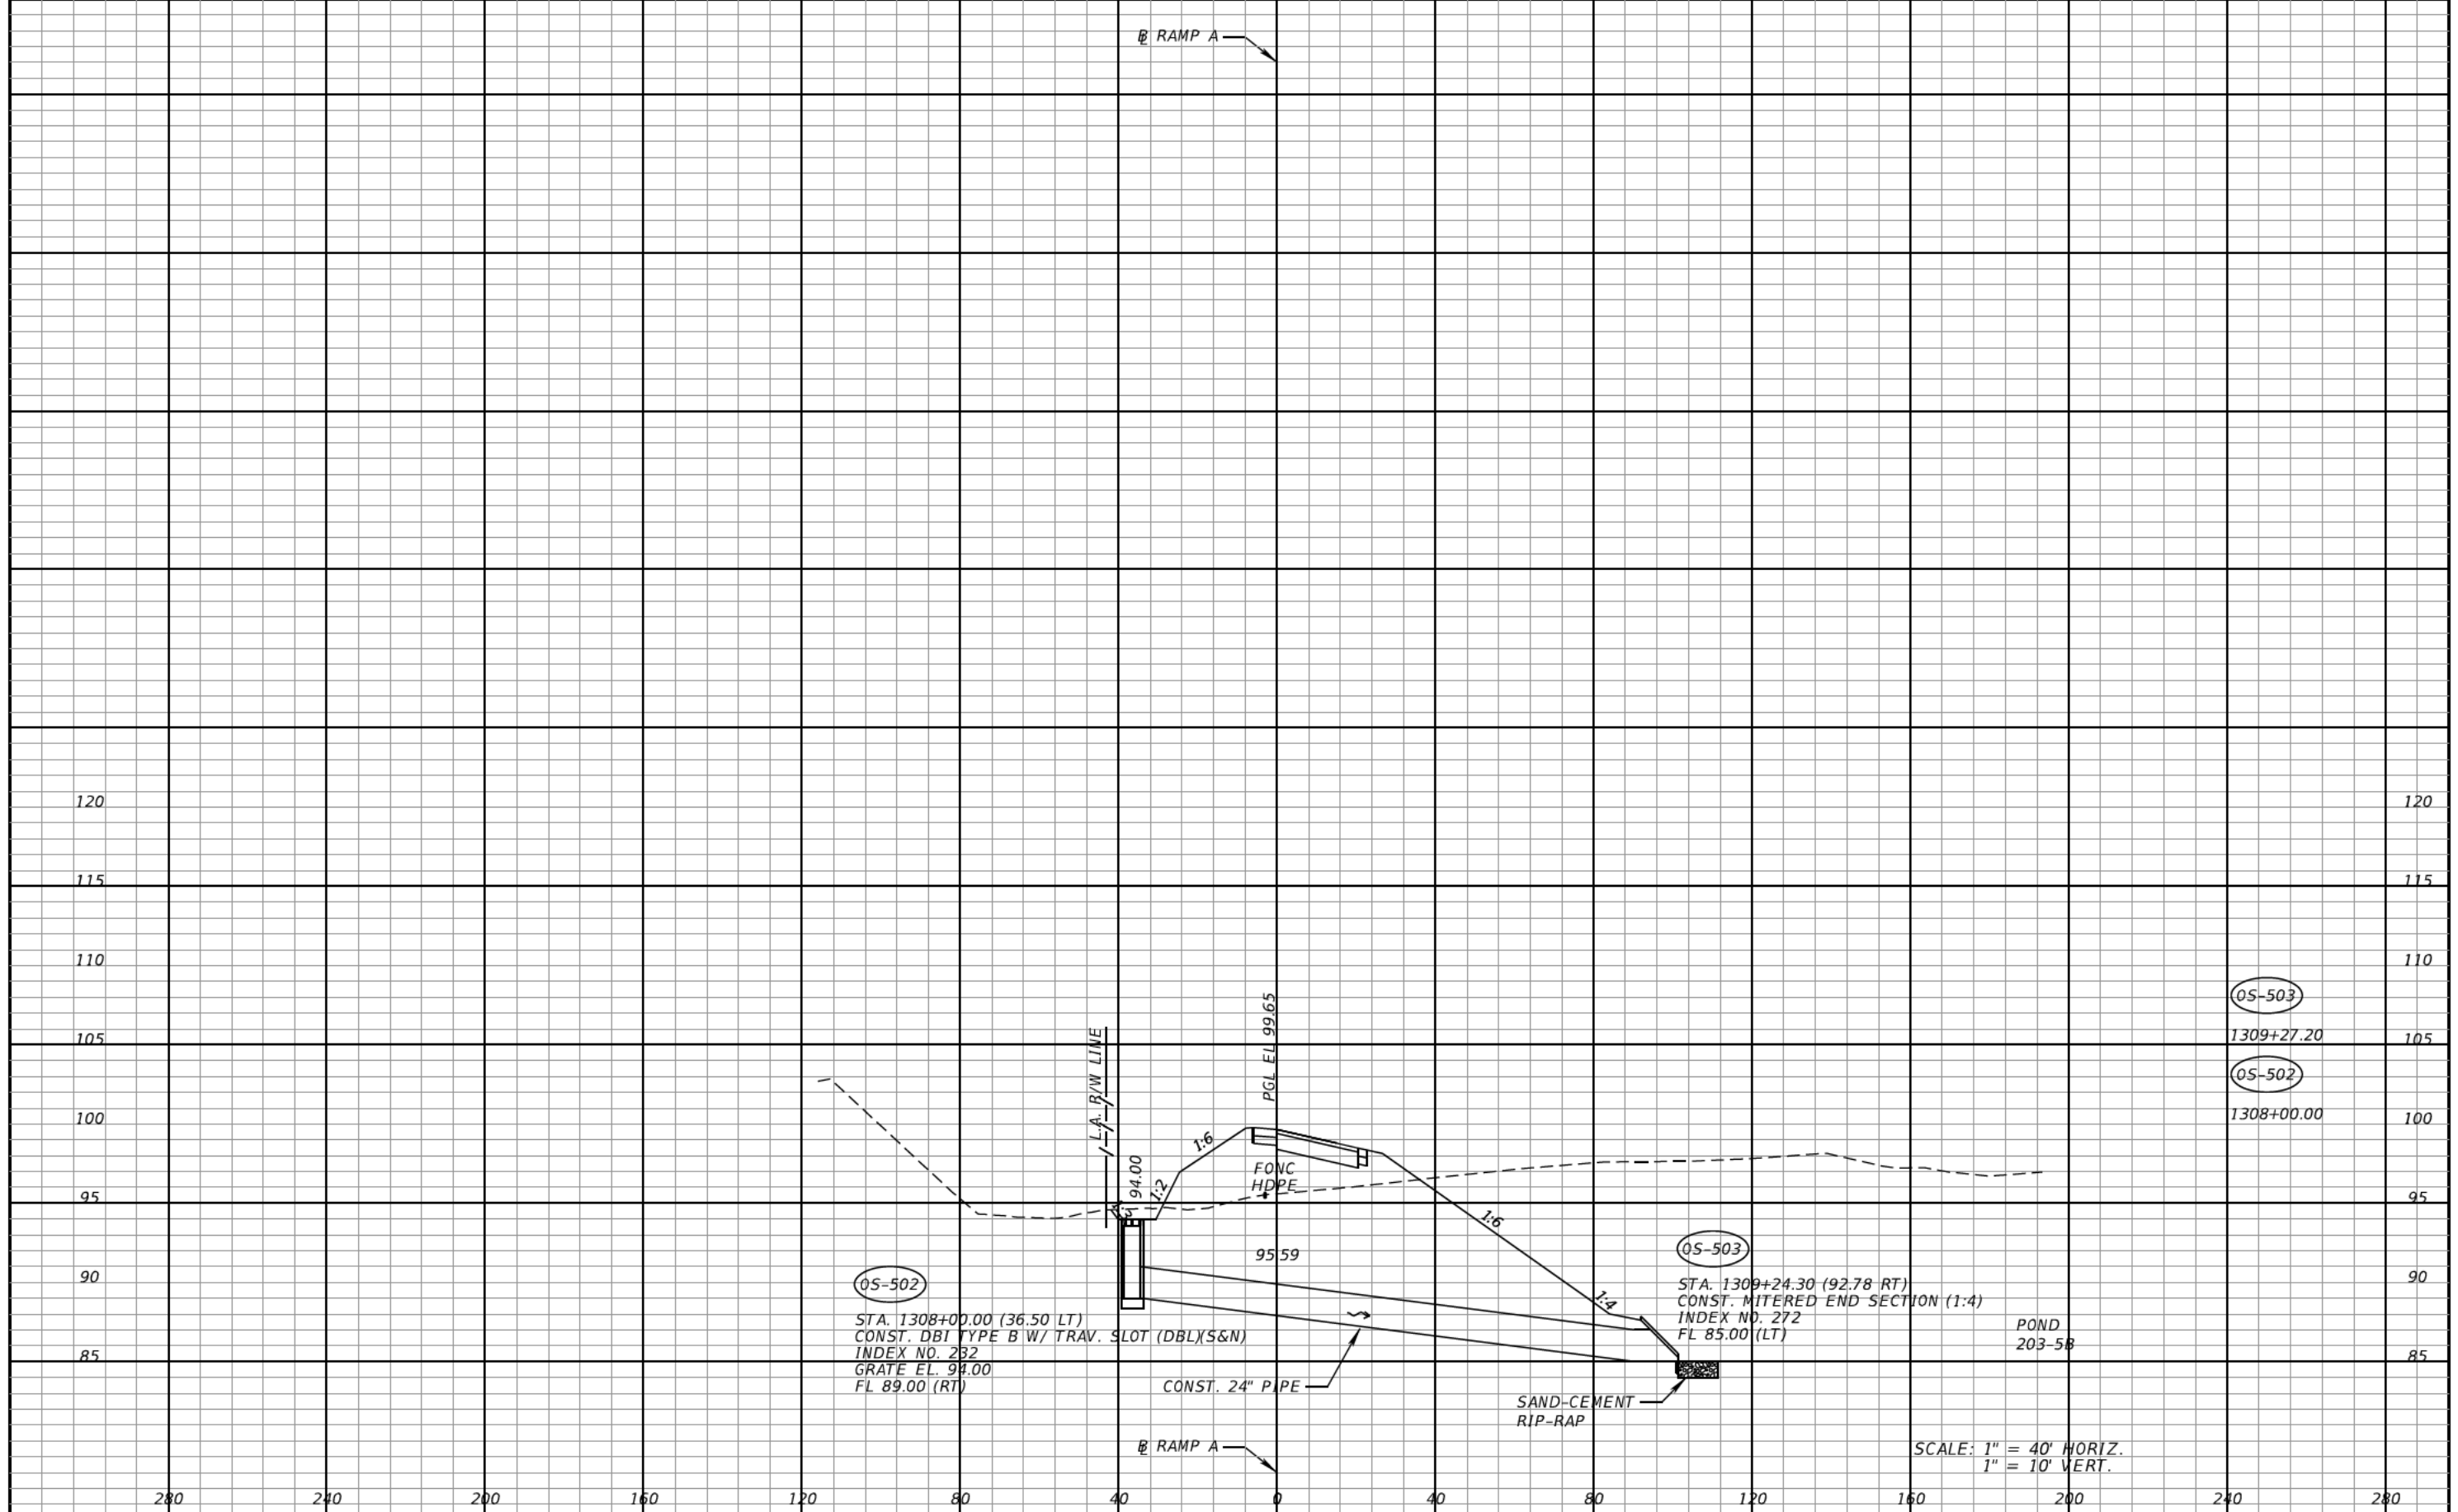 ℄ RAMP A
120 120
115 115
110 110
OS-503
1309+27.20
105 105
OS-502
1308+00.00
100 100
L.A. R/W LINE
PGL EL 99.65
94.00
1:6
1:2
1:3
FONC
HDPE
95 95
1:6
95.59
1:4
90 90
OS-502
STA. 1308+00.00 (36.50 LT)
CONST. DBI TYPE B W/ TRAV. SLOT (DBL)(S&N)
INDEX NO. 232
GRATE EL. 94.00
FL 89.00 (RT)
OS-503
STA. 1309+24.30 (92.78 RT)
CONST. MITERED END SECTION (1:4)
INDEX NO. 272
FL 85.00 (LT)
POND
203-5B
85 85
CONST. 24" PIPE
SAND-CEMENT
RIP-RAP
℄ RAMP A
SCALE: 1" = 40' HORIZ.
1" = 10' VERT.
280 240 200 160 120 80 40 0 40 80 120 160 200 240 280